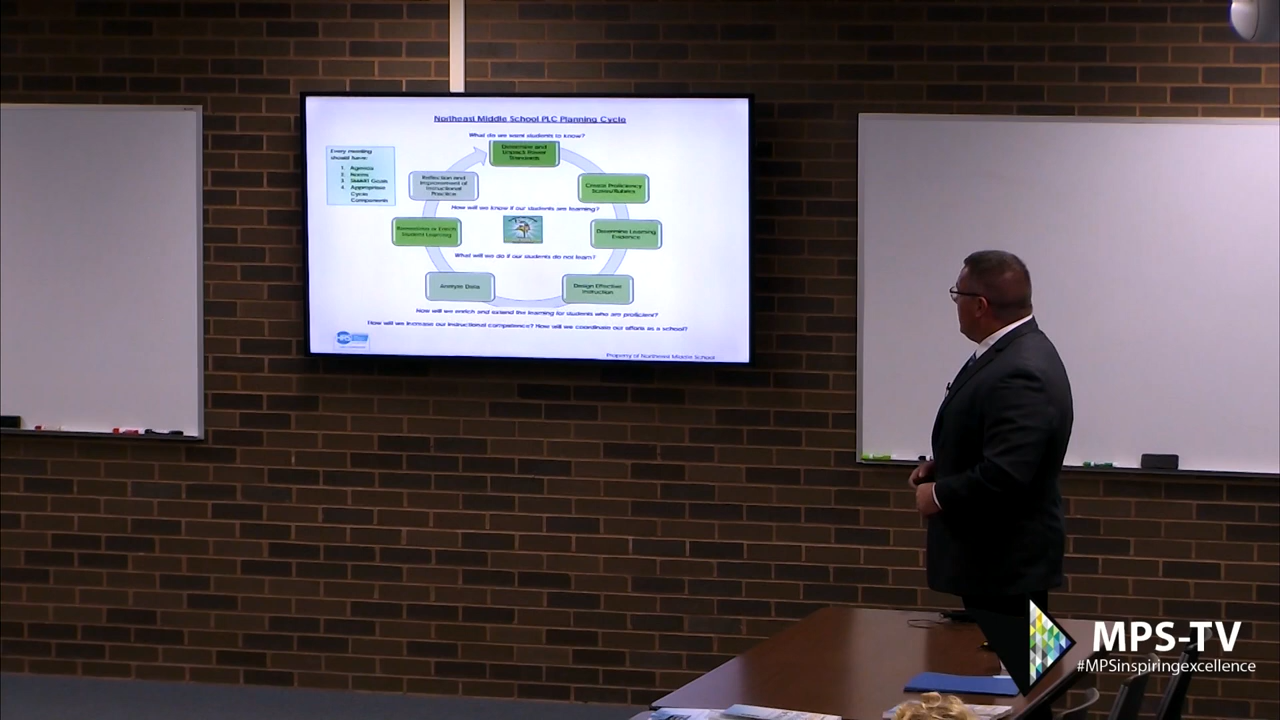 Northeast Middle School PLC Planning Cycle
What do we want students to know?
Every meeting
should have:
1. Agenda
2. Norms
3. SMART Goals
4. Appropriate
Cycle
Components
Determine and
Unpack Power
Standards
Reflection and
Improvement of
Instructional
Practice
Create Proficiency
Scales/Rubrics
How will we know if our students are learning?
Remediate or Enrich
Student Learning
Determine Learning
Evidence
What will we do if our students do not learn?
Analyze Data
Design Effective
Instruction
How will we enrich and extend the learning for students who are proficient?
How will we increase our instructional competence? How will we coordinate our efforts as a school?
HRS
Property of Northeast Middle School
MPS-TV
#MPSinspiringexcellence